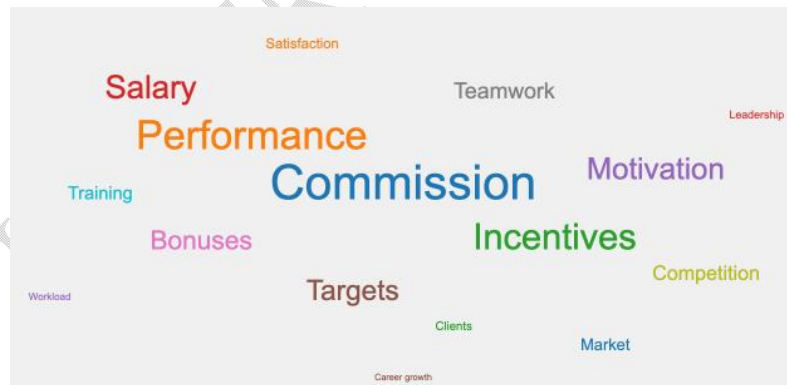 Satisfaction
Salary
Teamwork
Leadership
Performance
Motivation
Commission
Training
Incentives
Bonuses
Competition
Targets
Workload
Clients
Market
Career growth